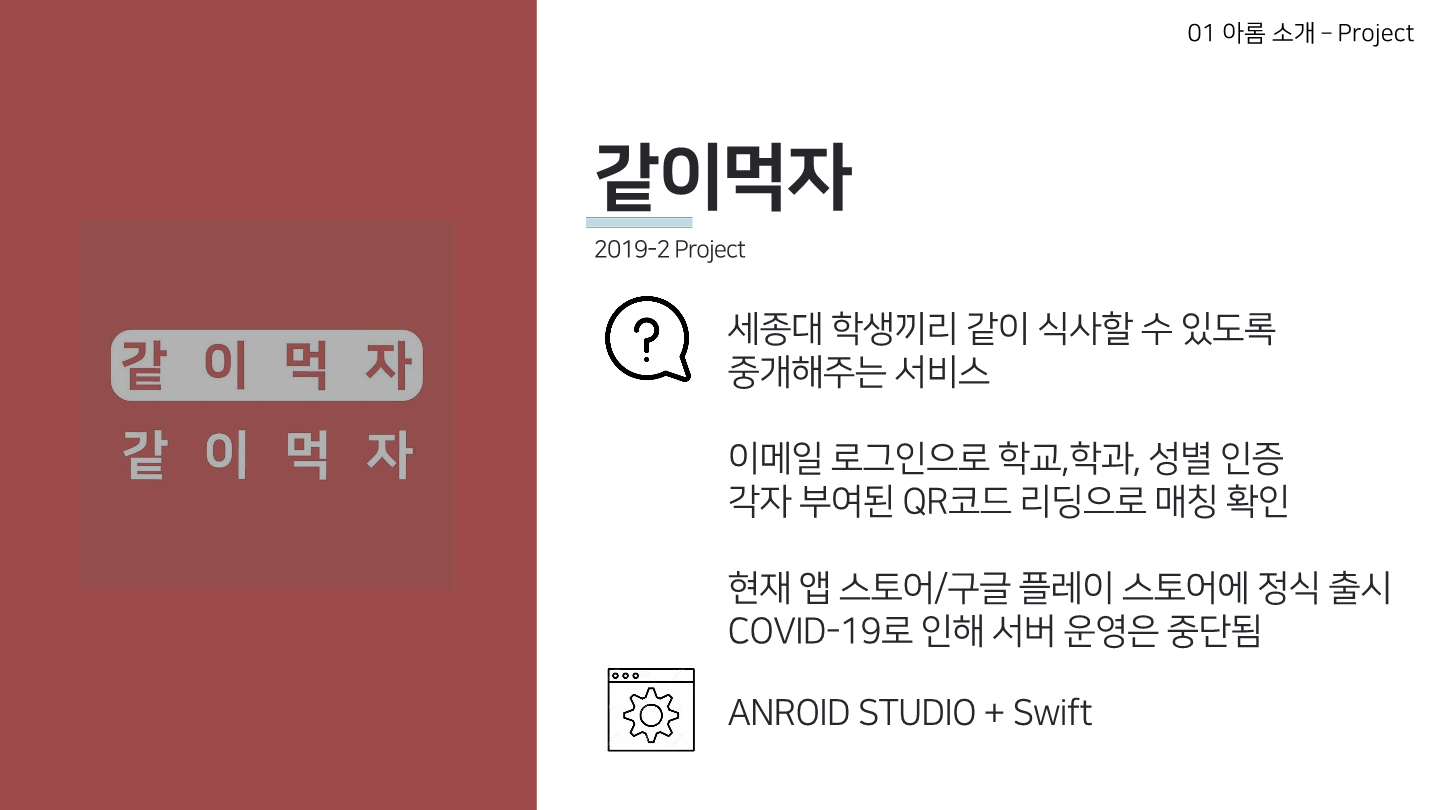 01 아롬 소개 – Project
같이먹자
2019-2 Project
같 이 먹 자
같 이 먹 자
세종대 학생끼리 같이 식사할 수 있도록
중개해주는 서비스
이메일 로그인으로 학교,학과, 성별 인증
각자 부여된 QR코드 리딩으로 매칭 확인
현재 앱 스토어/구글 플레이 스토어에 정식 출시
COVID-19로 인해 서버 운영은 중단됨
ANROID STUDIO + Swift